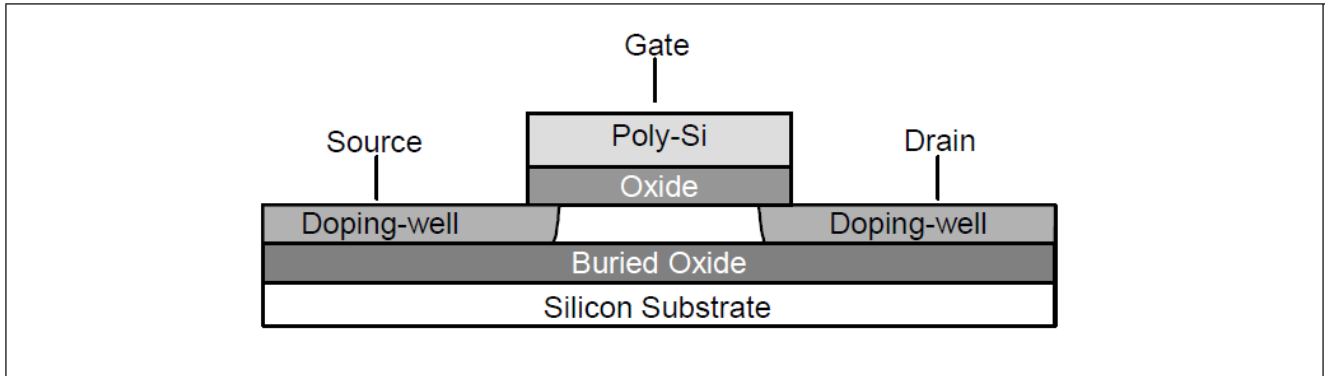 Gate
Poly-Si
Source
Drain
Oxide
Doping-well
Doping-well
Buried Oxide
Silicon Substrate